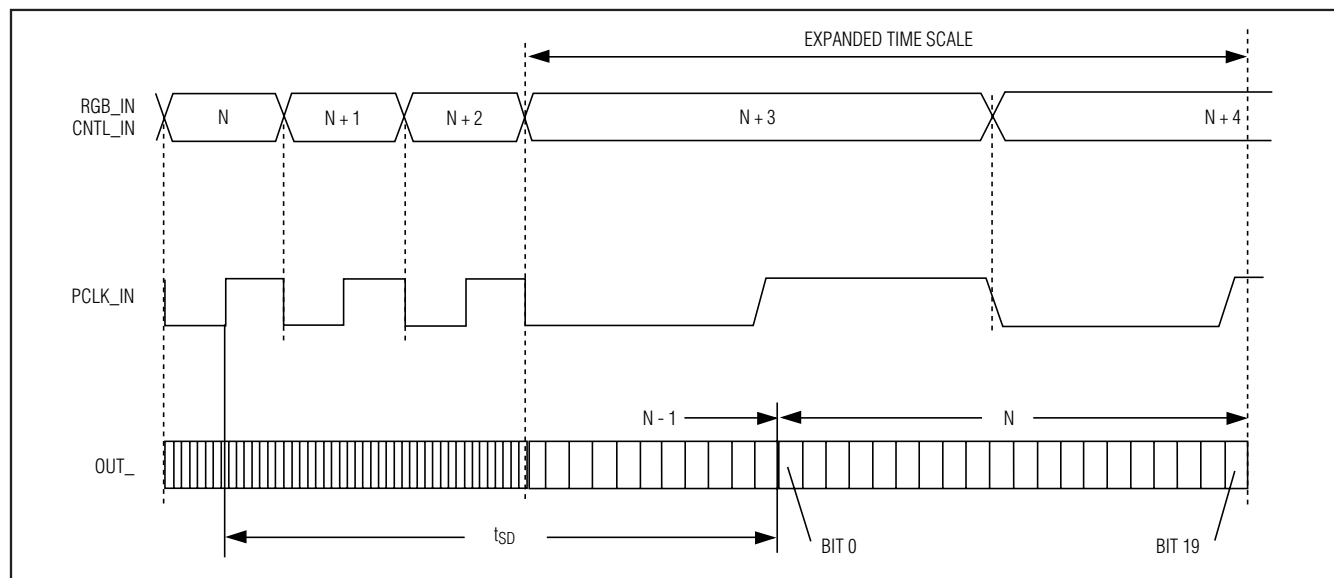 EXPANDED TIME SCALE
RGB_IN
CNTL_IN
N
N + 1
N + 2
N + 3
N + 4
PCLK_IN
N - 1
N
OUT_
tSD
BIT 0
BIT 19